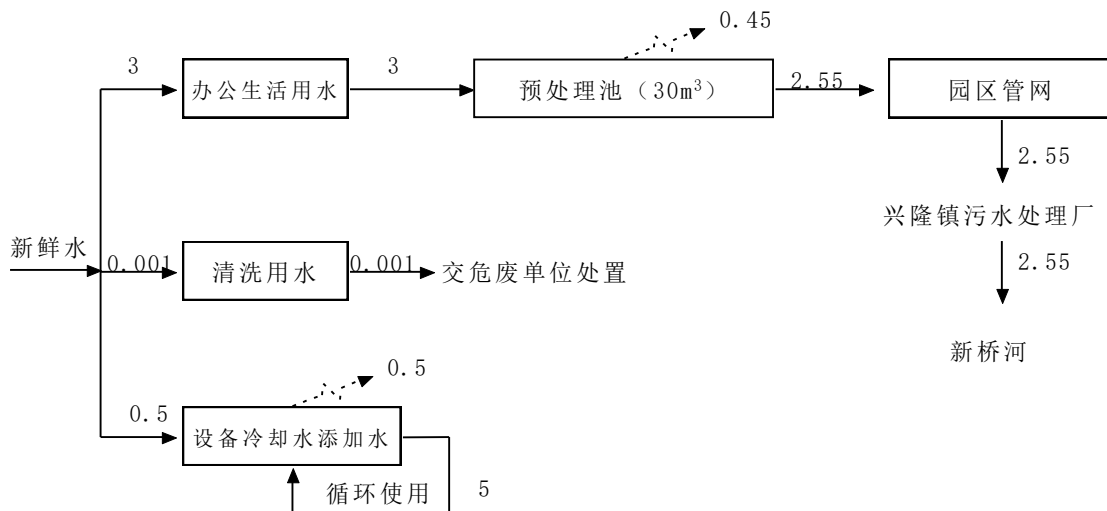 0.45
3
3
2.55
办公生活用水
预处理池（30m³）
园区管网
2.55
兴隆镇污水处理厂
新鲜水
0.001
清洗用水
0.001
交危废单位处置
2.55
新桥河
0.5
0.5
设备冷却水添加水
循环使用
5